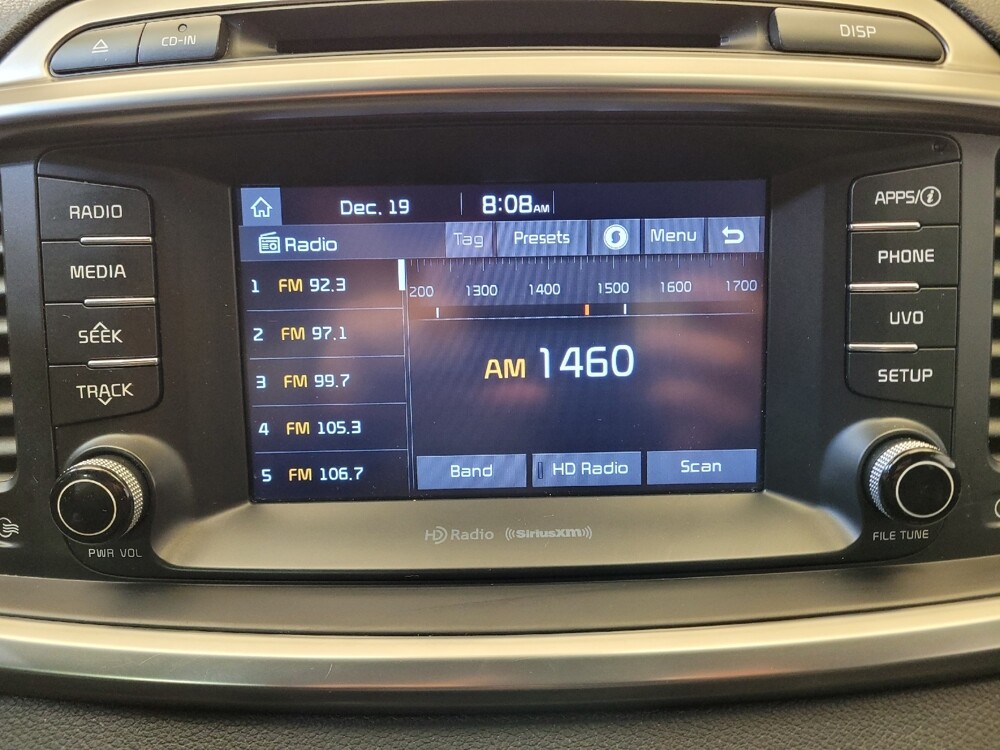 CD-IN
DISP
RADIO
MEDIA
SEEK
TRACK
PWR VOL
Dec. 19 8:08AM
Radio Tag Presets Menu
1 FM 92.3
2 FM 97.1
3 FM 99.7
4 FM 105.3
5 FM 106.7
200 1300 1400 1500 1600 1700
AM 1460
Band HD Radio Scan
HD Radio ((SiriusXM))
APPS/i
PHONE
UVO
SETUP
FILE TUNE